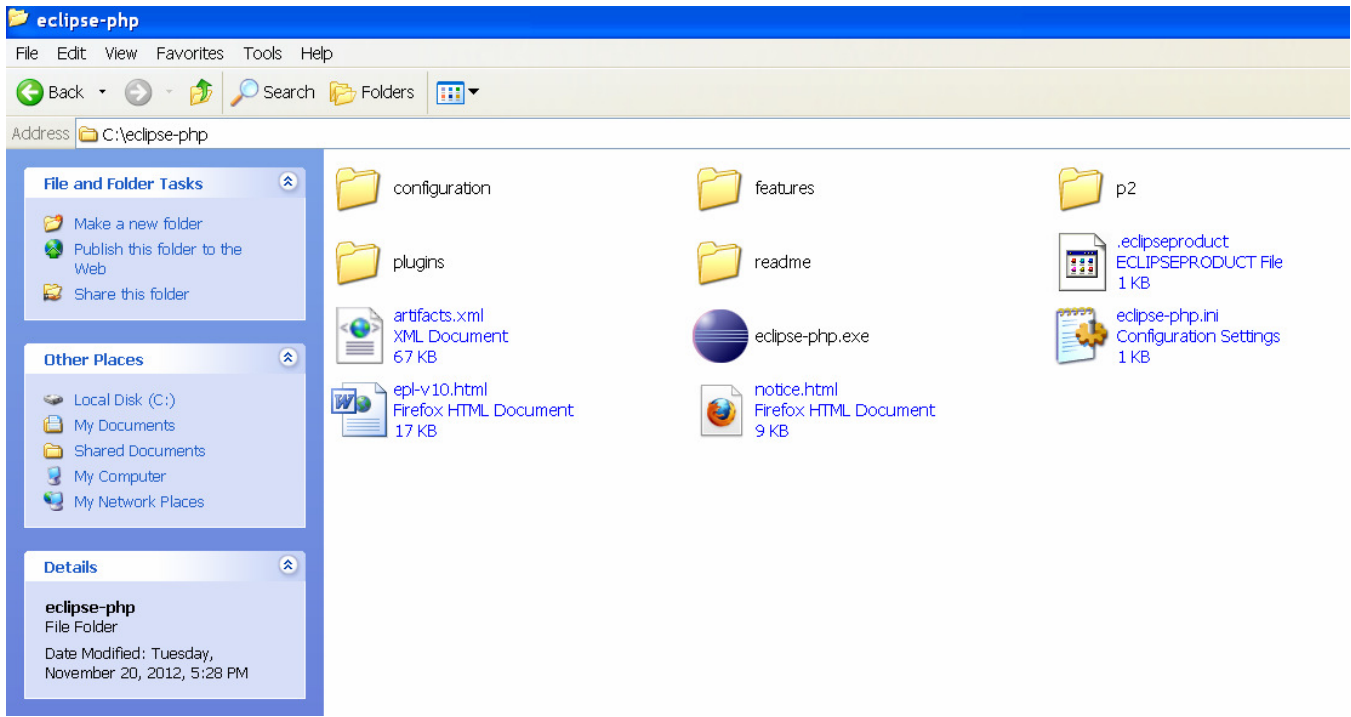 eclipse-php
File Edit View Favorites Tools Help
Back Search Folders
Address C:\eclipse-php
File and Folder Tasks
Make a new folder
Publish this folder to the
Web
Share this folder
Other Places
Local Disk (C:)
My Documents
Shared Documents
My Computer
My Network Places
Details
eclipse-php
File Folder
Date Modified: Tuesday,
November 20, 2012, 5:28 PM
configuration
features
p2
plugins
readme
.eclipseproduct
ECLIPSEPRODUCT File
1 KB
artifacts.xml
XML Document
67 KB
eclipse-php.exe
eclipse-php.ini
Configuration Settings
1 KB
epl-v10.html
Firefox HTML Document
17 KB
notice.html
Firefox HTML Document
9 KB